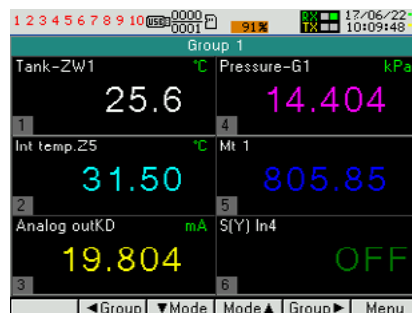 1 2 3 4 5 6 7 8 9 10 USB 0000 0001 91% RX TX 17/06/22 10:09:48
Group 1
Tank-ZW1 °C Pressure-G1 kPa
25.6 14.404
1 4
Int temp.Z5 °C Mt 1
31.50 805.85
2 5
Analog outKD mA S(Y) In4
19.804 OFF
3 6
◄Group ▼Mode Mode▲ Group► Menu